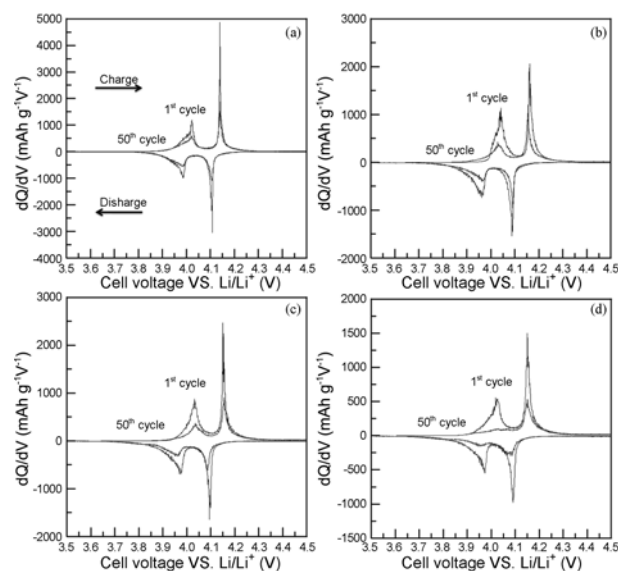 (a)
5000
4000
3000
2000
1000
0
-1000
-2000
-3000
-4000
dQ/dV (mAh g⁻¹V⁻¹)
Charge
1st cycle
50th cycle
Disharge
3.5 3.6 3.7 3.8 3.9 4.0 4.1 4.2 4.3 4.4 4.5
Cell voltage VS. Li/Li⁺ (V)
(b)
3000
2000
1000
0
-1000
-2000
dQ/dV (mAh g⁻¹V⁻¹)
1st cycle
50th cycle
3.5 3.6 3.7 3.8 3.9 4.0 4.1 4.2 4.3 4.4 4.5
Cell voltage VS. Li/Li⁺ (V)
(c)
3000
2000
1000
0
-1000
-2000
dQ/dV (mAh g⁻¹V⁻¹)
1st cycle
50th cycle
3.5 3.6 3.7 3.8 3.9 4.0 4.1 4.2 4.3 4.4 4.5
Cell voltage VS. Li/Li⁺ (V)
(d)
2000
1500
1000
500
0
-500
-1000
-1500
dQ/dV (mAh g⁻¹V⁻¹)
1st cycle
50th cycle
3.5 3.6 3.7 3.8 3.9 4.0 4.1 4.2 4.3 4.4 4.5
Cell voltage VS. Li/Li⁺ (V)